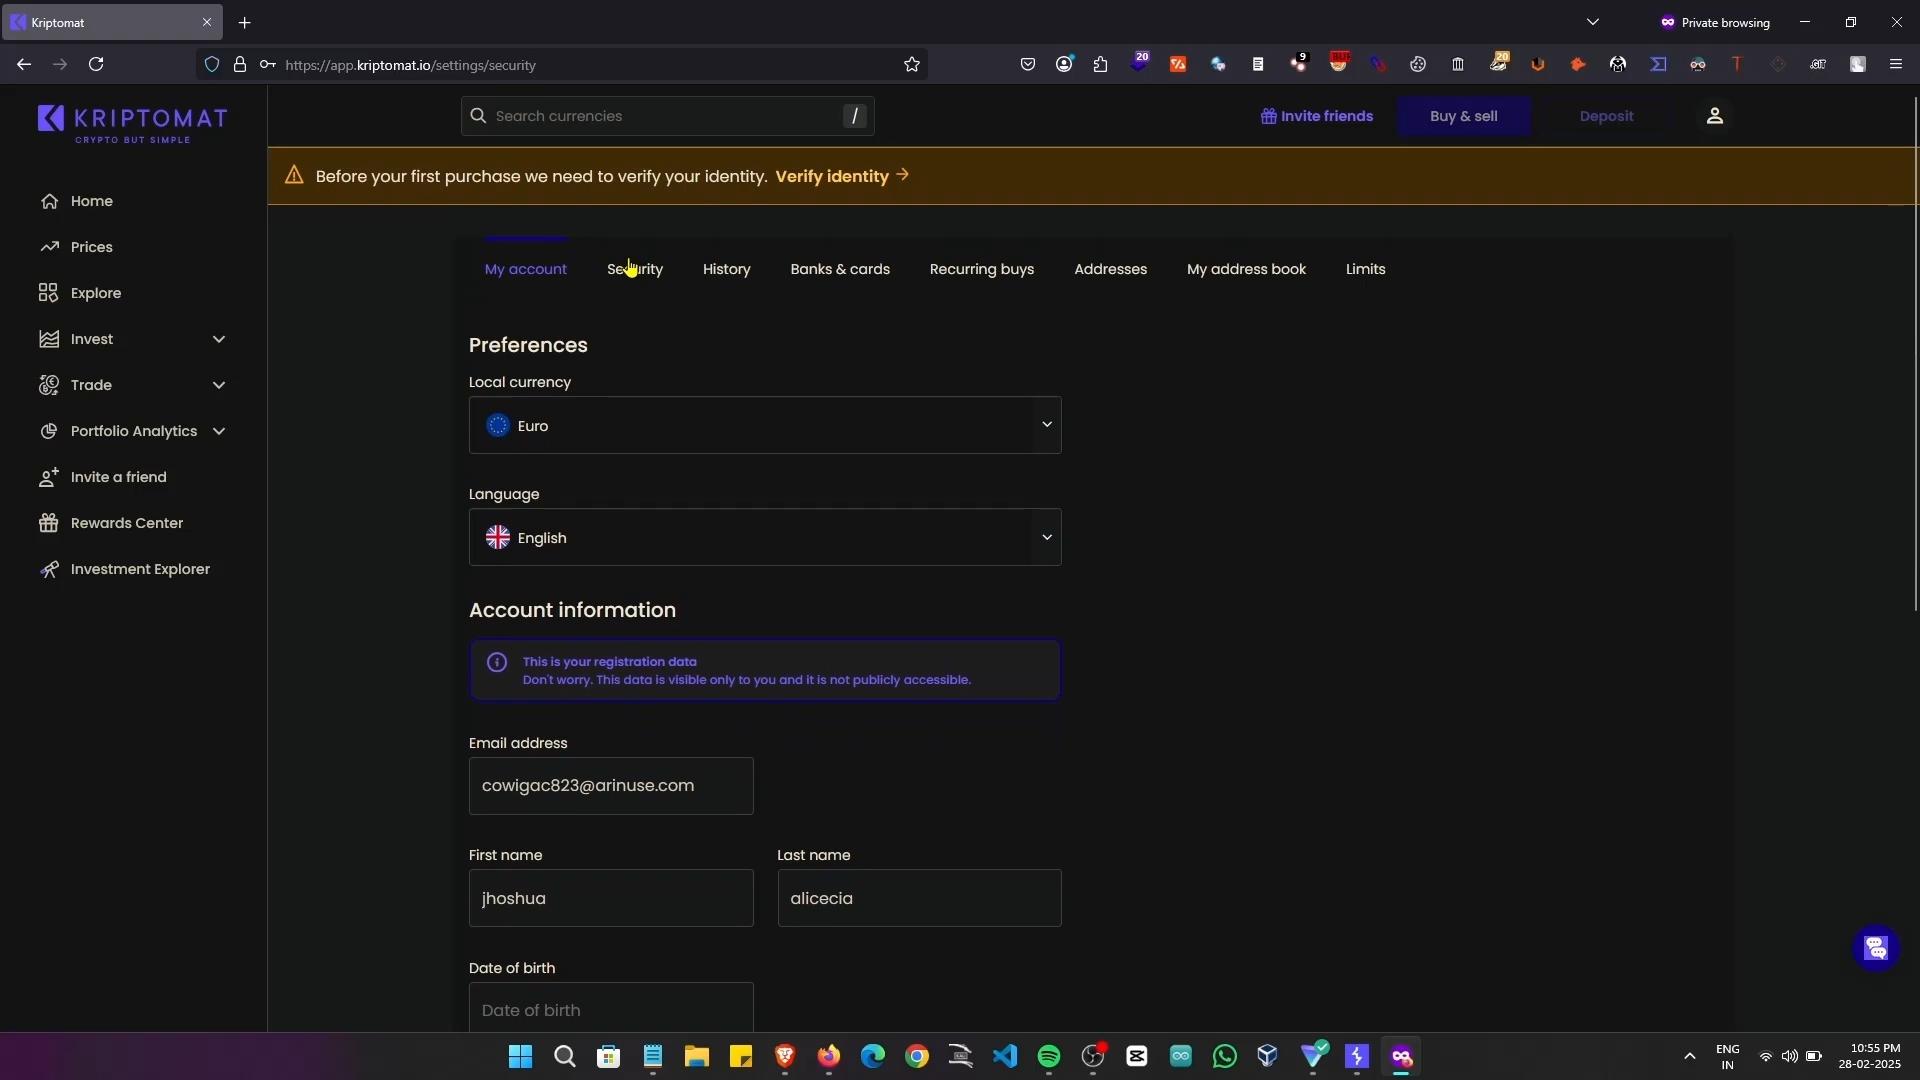 Kriptomat
Private browsing
https://app.kriptomat.io/settings/security
20
9
20
KRIPTOMAT
CRYPTO BUT SIMPLE
Search currencies
/
Invite friends
Buy & sell
Deposit
Before your first purchase we need to verify your identity. Verify identity
Home
Prices
Explore
Invest
Trade
Portfolio Analytics
Invite a friend
Rewards Center
Investment Explorer
My account
Security
History
Banks & cards
Recurring buys
Addresses
My address book
Limits
Preferences
Local currency
Euro
Language
English
Account information
This is your registration data
Don't worry. This data is visible only to you and it is not publicly accessible.
Email address
cowigac823@arinuse.com
First name
Last name
jhoshua
alicecia
Date of birth
Date of birth
ENG
IN
10:55 PM
28-02-2025